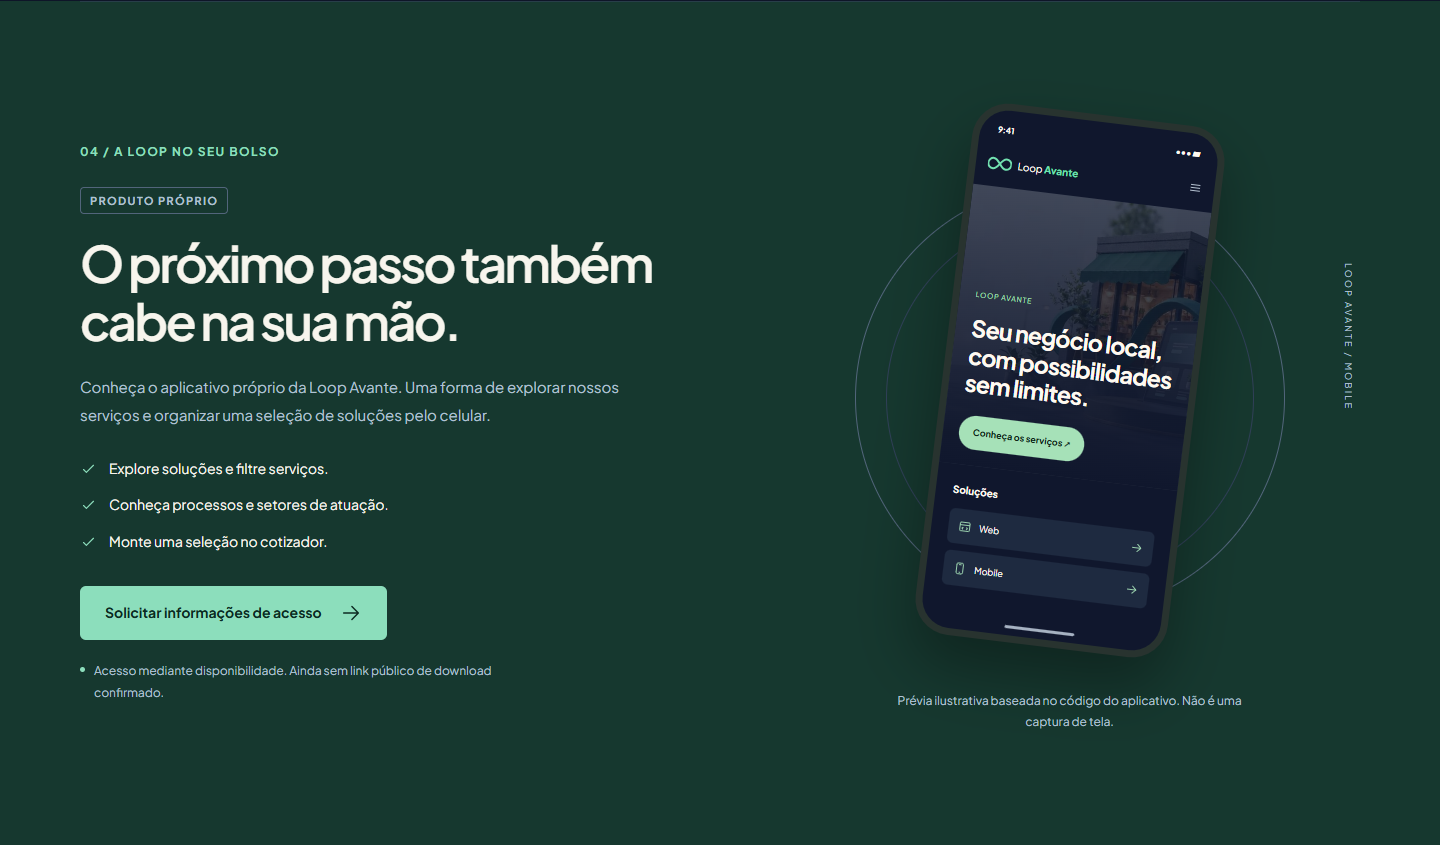 04 / A LOOP NO SEU BOLSO
PRODUTO PRÓPRIO
O próximo passo também
cabe na sua mão.
Conheça o aplicativo próprio da Loop Avante. Uma forma de explorar nossos
serviços e organizar uma seleção de soluções pelo celular.
Explore soluções e filtre serviços.
Conheça processos e setores de atuação.
Monte uma seleção no cotizador.
Solicitar informações de acesso
Acesso mediante disponibilidade. Ainda sem link público de download
confirmado.
9:41
Loop Avante
LOOP AVANTE
Seu negócio local,
com possibilidades
sem limites.
Conheça os serviços ↗
Soluções
Web
Mobile
Prévia ilustrativa baseada no código do aplicativo. Não é uma
captura de tela.
LOOP AVANTE / MOBILE